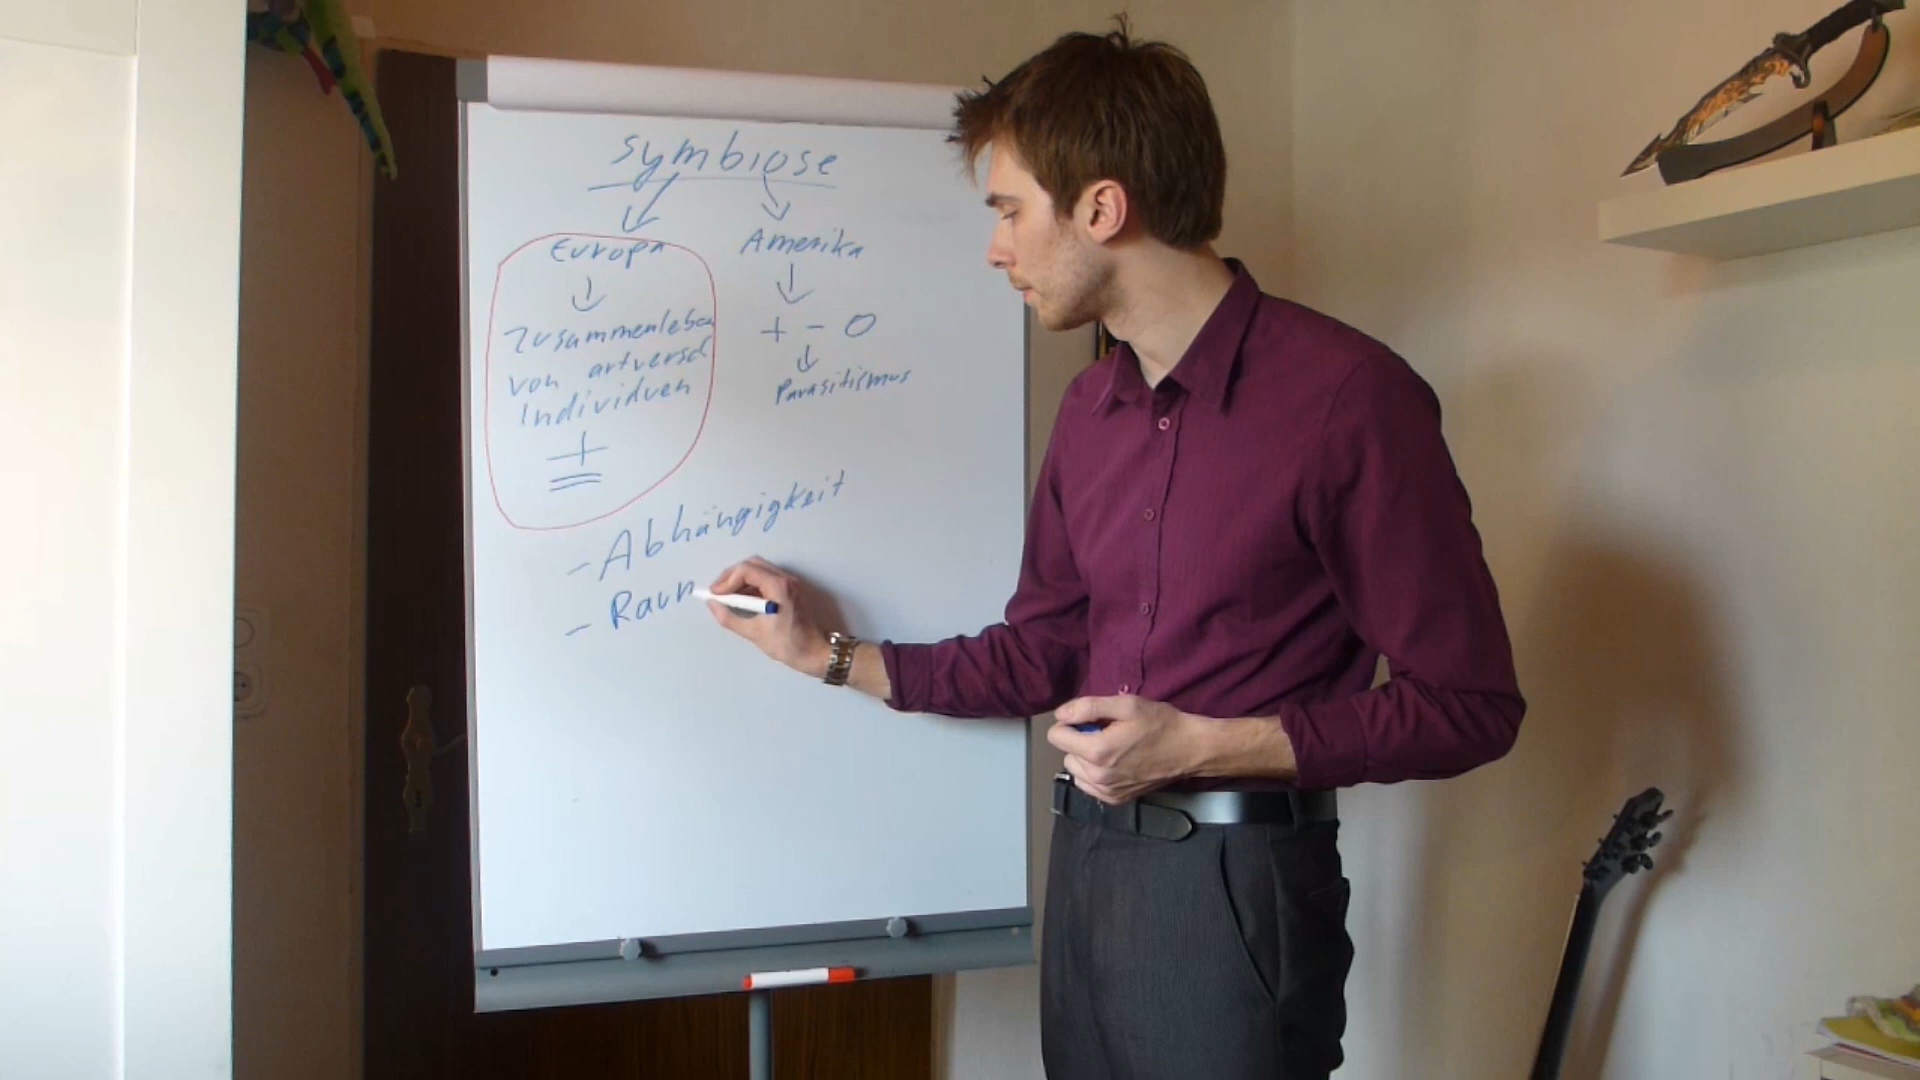 Symbiose
Europa
Amerika
Zusammenleben
von artversch
Individuen
+
+ - 0
Parasitismus
- Abhängigkeit
- Raum